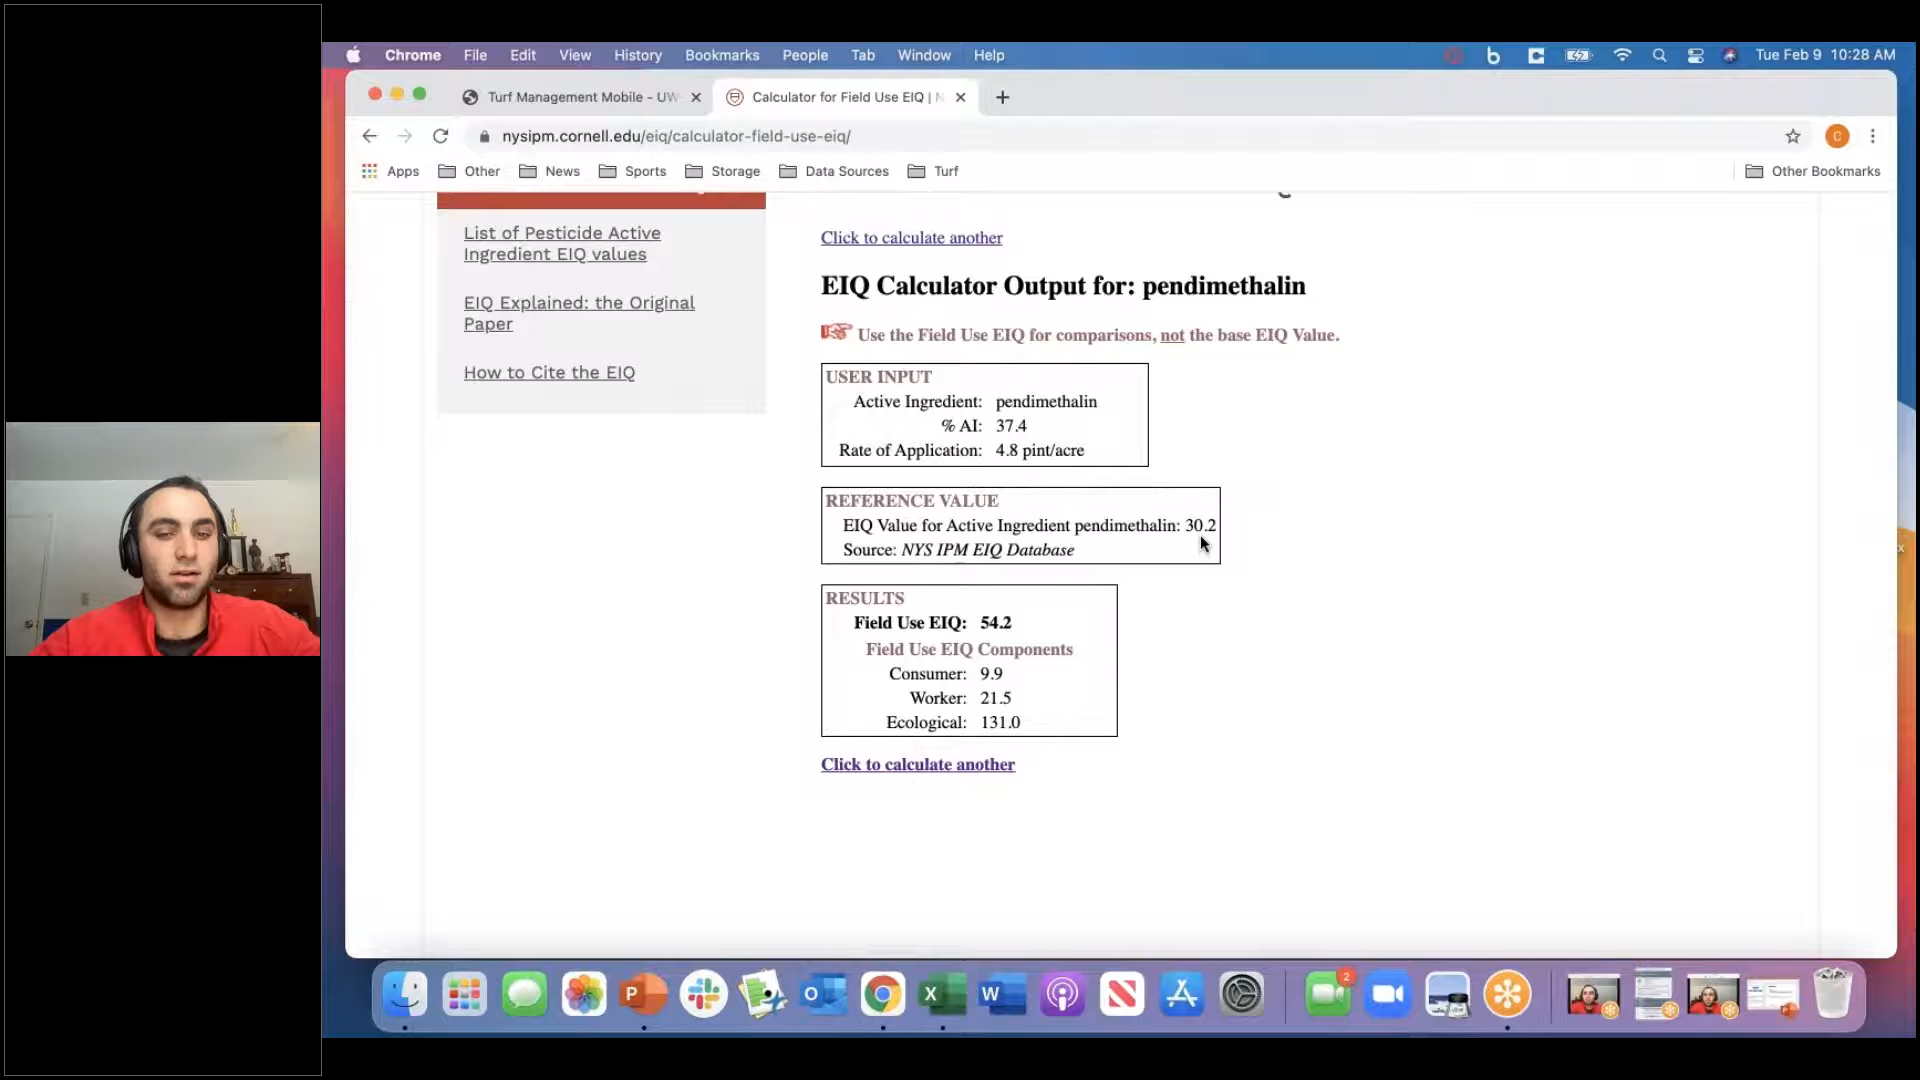 Chrome File Edit View History Bookmarks People Tab Window Help Tue Feb 9 10:28 AM
Turf Management Mobile - UW Calculator for Field Use EIQ | N
nysipm.cornell.edu/eiq/calculator-field-use-eiq/ C
Apps Other News Sports Storage Data Sources Turf Other Bookmarks
List of Pesticide Active
Ingredient EIQ values
EIQ Explained: the Original
Paper
How to Cite the EIQ
Click to calculate another
EIQ Calculator Output for: pendimethalin
Use the Field Use EIQ for comparisons, not the base EIQ Value.
USER INPUT
Active Ingredient: pendimethalin
% AI: 37.4
Rate of Application: 4.8 pint/acre
REFERENCE VALUE
EIQ Value for Active Ingredient pendimethalin: 30.2
Source: NYS IPM EIQ Database
RESULTS
Field Use EIQ: 54.2
Field Use EIQ Components
Consumer: 9.9
Worker: 21.5
Ecological: 131.0
Click to calculate another
P O X W 2